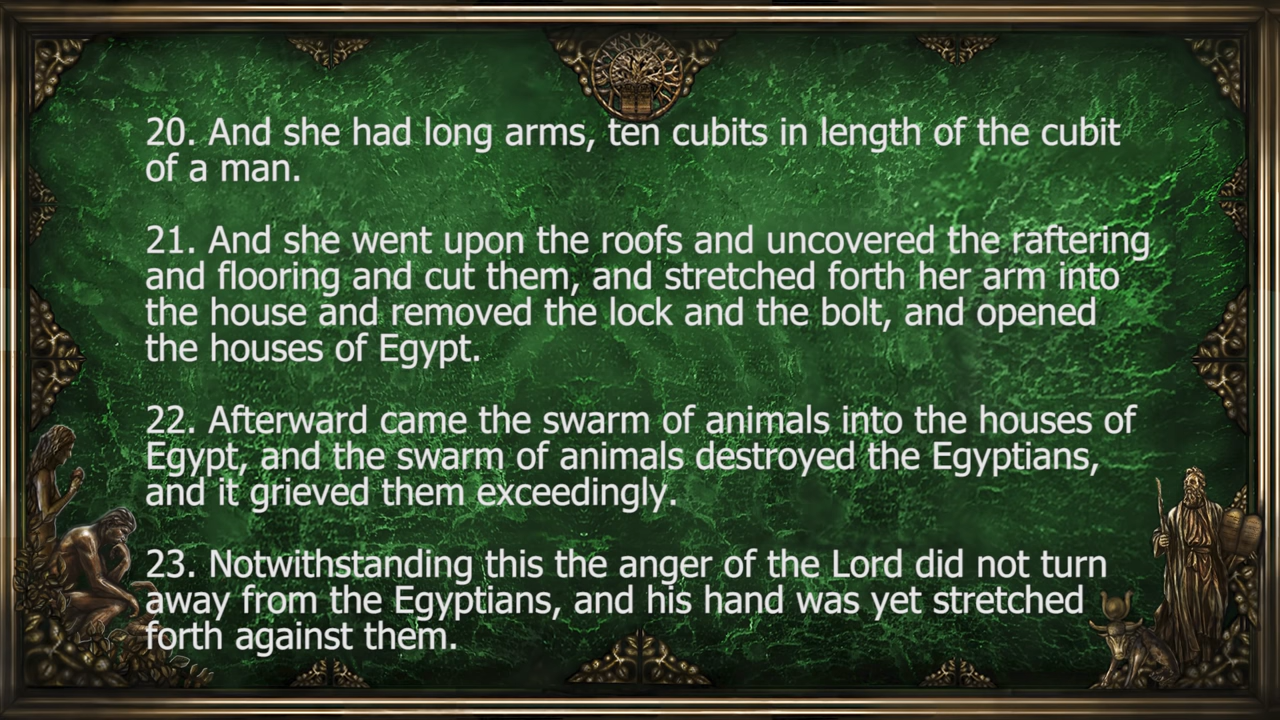 20. And she had long arms, ten cubits in length of the cubit
of a man.
21. And she went upon the roofs and uncovered the raftering
and flooring and cut them, and stretched forth her arm into
the house and removed the lock and the bolt, and opened
the houses of Egypt.
22. Afterward came the swarm of animals into the houses of
Egypt, and the swarm of animals destroyed the Egyptians,
and it grieved them exceedingly.
23. Notwithstanding this the anger of the Lord did not turn
away from the Egyptians, and his hand was yet stretched
forth against them.